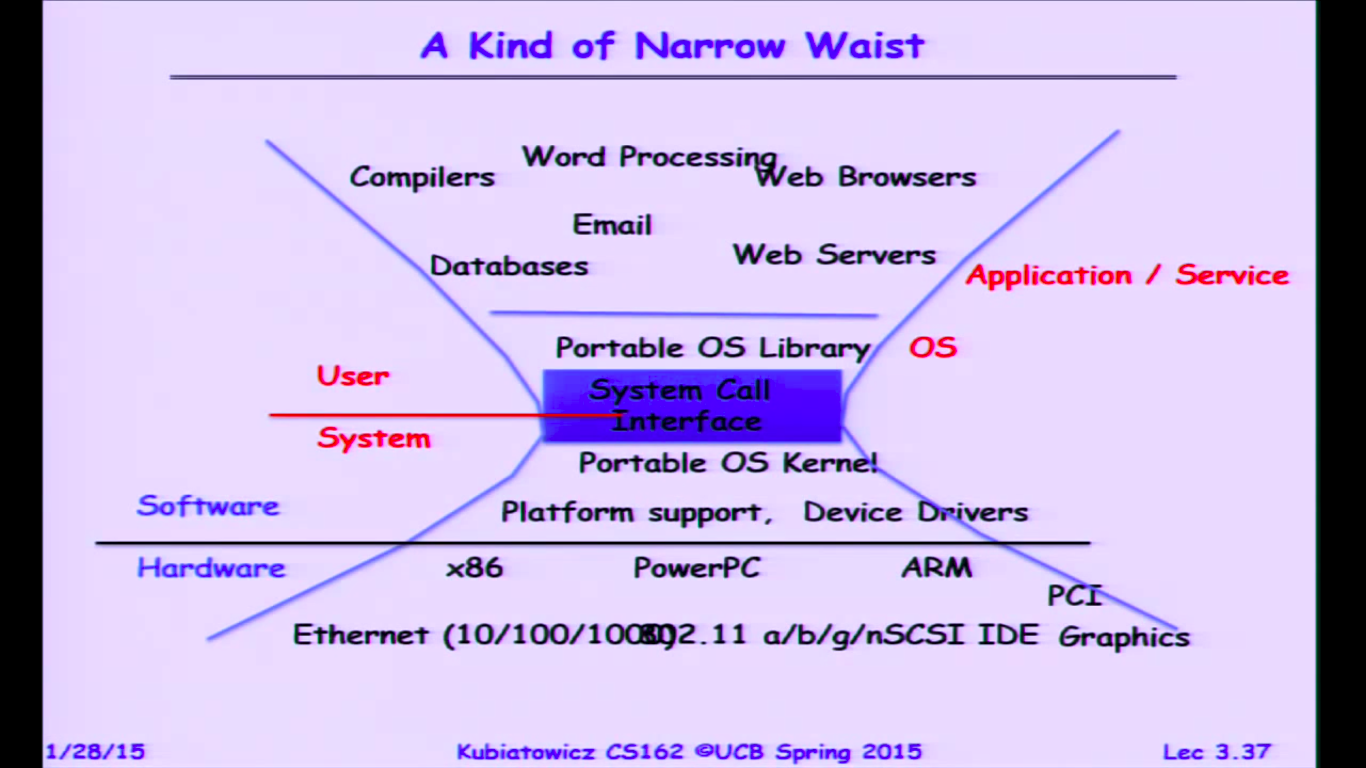 A Kind of Narrow Waist
Word Processing
Compilers
Web Browsers
Email
Databases
Web Servers
Application / Service
Portable OS Library
OS
User
System Call
Interface
System
Portable OS Kernel
Software
Platform support, Device Drivers
Hardware
x86
PowerPC
ARM
PCI
Ethernet (10/100/1000)
802.11 a/b/g/n
SCSI
IDE
Graphics
1/28/15
Kubiatowicz CS162 ©UCB Spring 2015
Lec 3.37